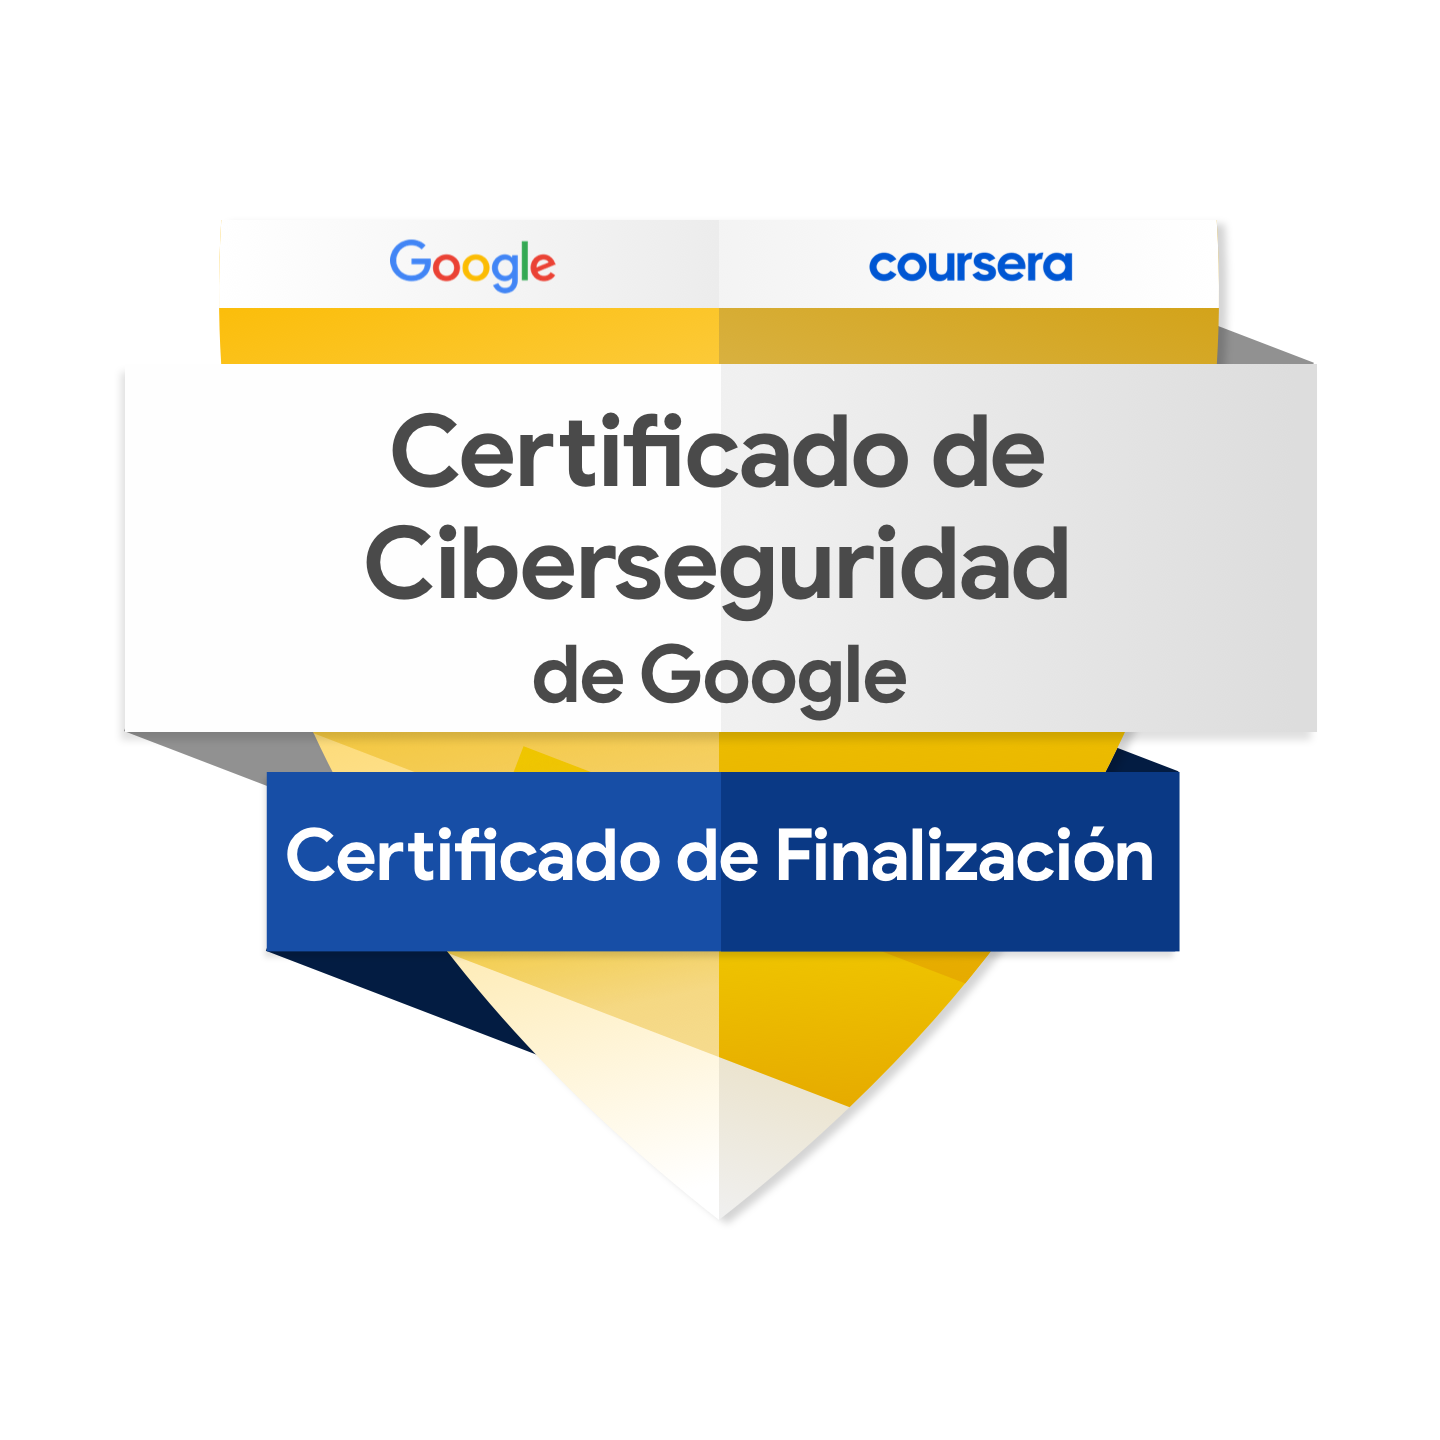 Google coursera
Certificado de
Ciberseguridad
de Google
Certificado de Finalización